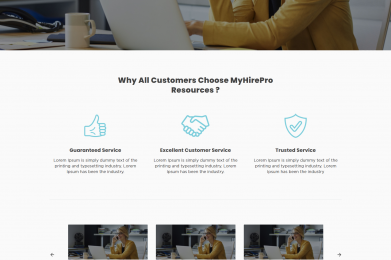 Why All Customers Choose MyHirePro
Resources ?
Guaranteed Service
Excellent Customer Service
Trusted Service
Lorem Ipsum is simply dummy text of the
printing and typesetting industry. Lorem
Ipsum has been the industry
Lorem Ipsum is simply dummy text of the
printing and typesetting industry. Lorem
Ipsum has been the industry
Lorem Ipsum is simply dummy text of the
printing and typesetting industry. Lorem
Ipsum has been the industry